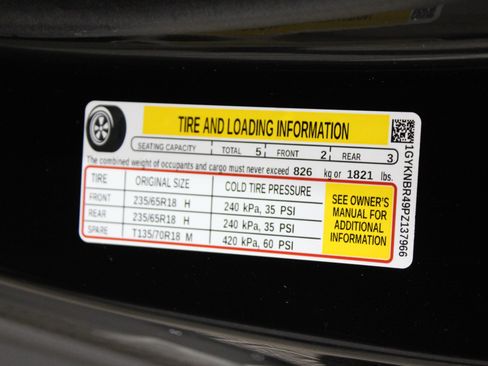 TIRE AND LOADING INFORMATION
SEATING CAPACITY TOTAL 5 FRONT 2 REAR 3
The combined weight of occupants and cargo must never exceed 826 kg or 1821 lbs.
TIRE ORIGINAL SIZE COLD TIRE PRESSURE
FRONT 235/65R18 H 240 kPa, 35 PSI
REAR 235/65R18 H 240 kPa, 35 PSI
SPARE T135/70R18 M 420 kPa, 60 PSI
SEE OWNER'S
MANUAL FOR
ADDITIONAL
INFORMATION
1GYKNBR49PZ137966